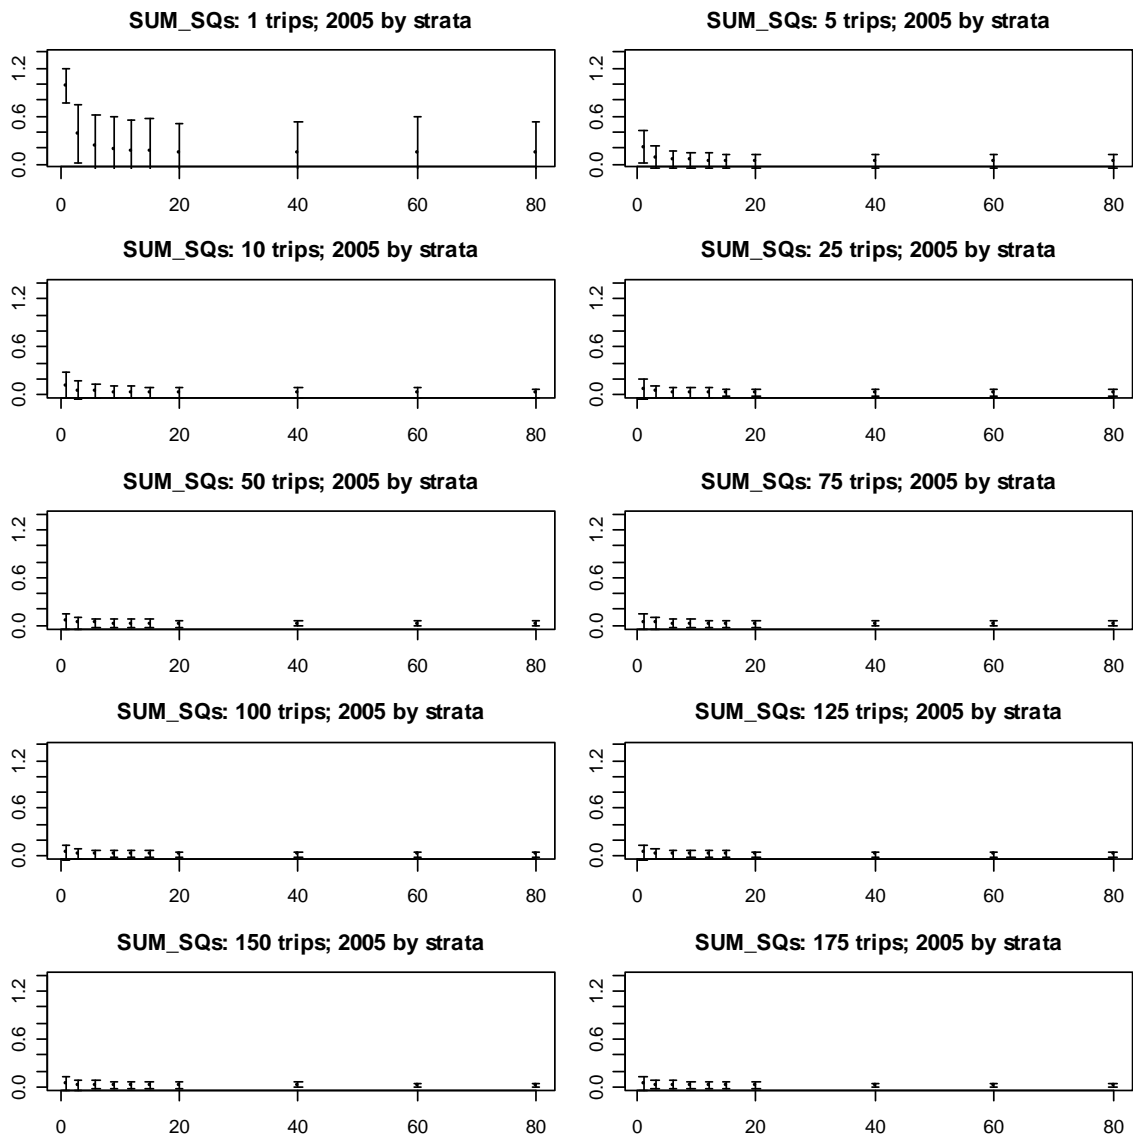 SUM_SQs: 1 trips; 2005 by strata
0.0 0.6 1.2
0 20 40 60 80
SUM_SQs: 5 trips; 2005 by strata
0.0 0.6 1.2
0 20 40 60 80
SUM_SQs: 10 trips; 2005 by strata
0.0 0.6 1.2
0 20 40 60 80
SUM_SQs: 25 trips; 2005 by strata
0.0 0.6 1.2
0 20 40 60 80
SUM_SQs: 50 trips; 2005 by strata
0.0 0.6 1.2
0 20 40 60 80
SUM_SQs: 75 trips; 2005 by strata
0.0 0.6 1.2
0 20 40 60 80
SUM_SQs: 100 trips; 2005 by strata
0.0 0.6 1.2
0 20 40 60 80
SUM_SQs: 125 trips; 2005 by strata
0.0 0.6 1.2
0 20 40 60 80
SUM_SQs: 150 trips; 2005 by strata
0.0 0.6 1.2
0 20 40 60 80
SUM_SQs: 175 trips; 2005 by strata
0.0 0.6 1.2
0 20 40 60 80